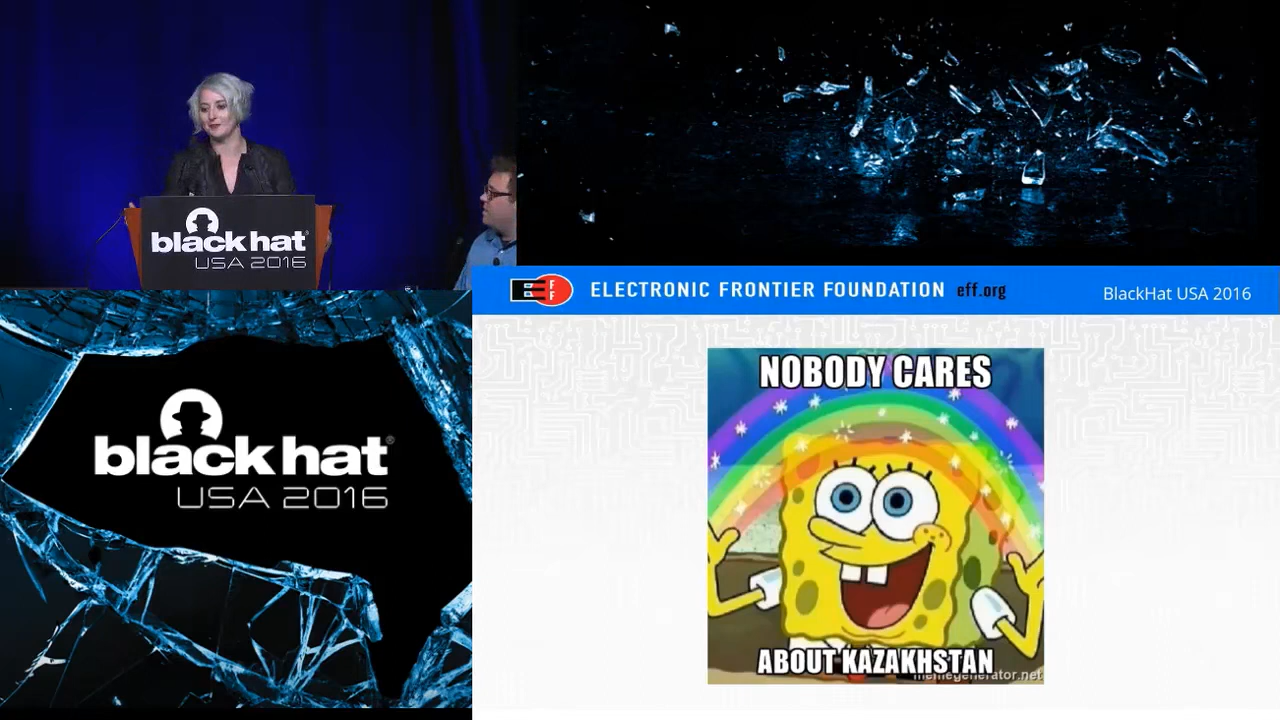 black hat
USA 2016
EFF ELECTRONIC FRONTIER FOUNDATION eff.org
BlackHat USA 2016
black hat®
USA 2016
NOBODY CARES
ABOUT KAZAKHSTAN
memegenerator.net